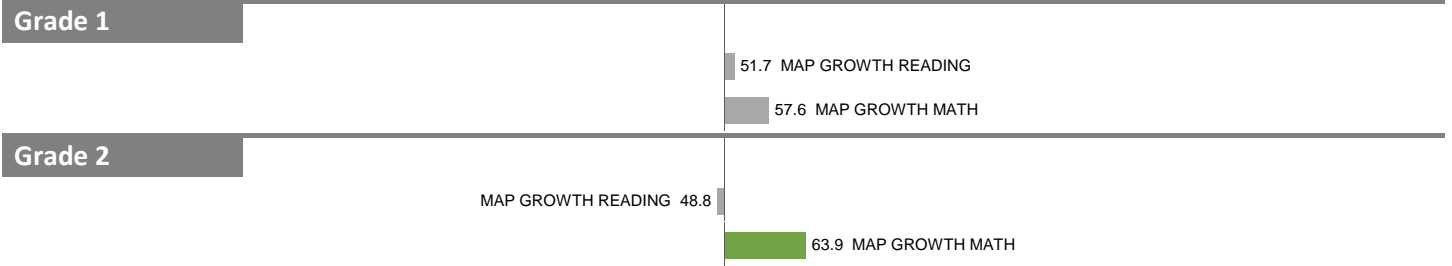 Grade 1
51.7 MAP GROWTH READING
57.6 MAP GROWTH MATH
Grade 2
MAP GROWTH READING 48.8
63.9 MAP GROWTH MATH